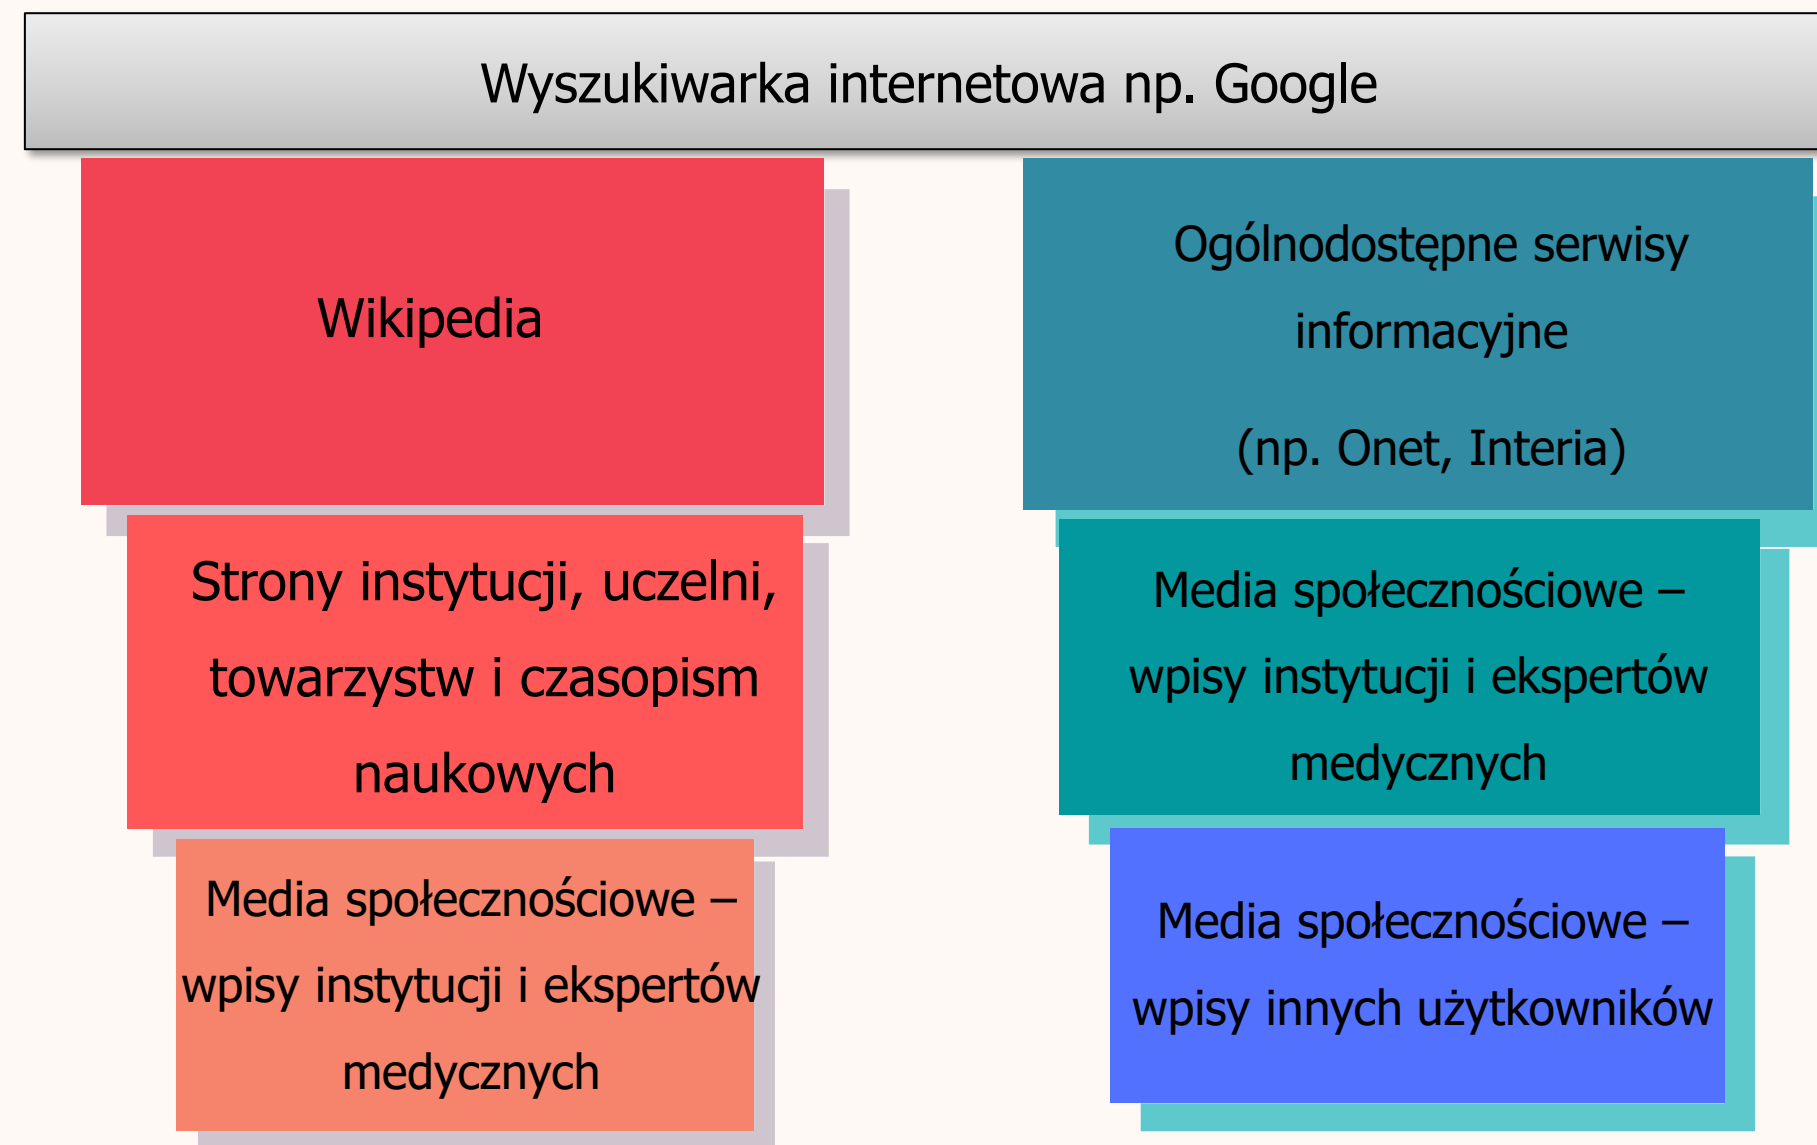 Wyszukiwarka internetowa np. Google
Wikipedia
Strony instytucji, uczelni,
towarzystw i czasopism
naukowych
Media społecznościowe –
wpisy instytucji i ekspertów
medycznych
Ogólnodostępne serwisy
informacyjne
(np. Onet, Interia)
Media społecznościowe –
wpisy instytucji i ekspertów
medycznych
Media społecznościowe –
wpisy innych użytkowników